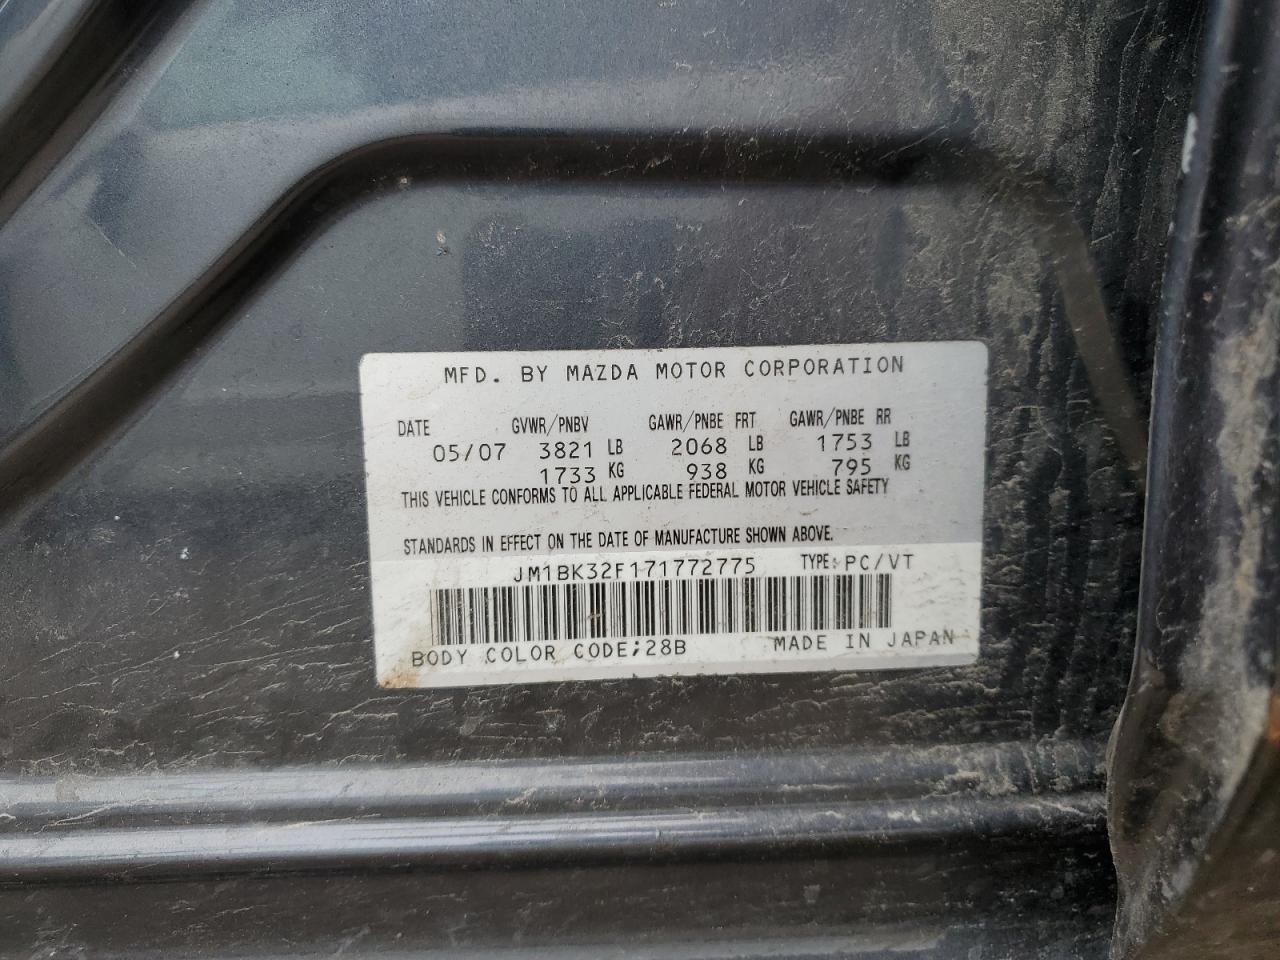 MFD. BY MAZDA MOTOR CORPORATION
DATE GVWR/PNBV GAWR/PNBE FRT GAWR/PNBE RR
05/07 3821 LB 2068 LB 1753 LB
1733 KG 938 KG 795 KG
THIS VEHICLE CONFORMS TO ALL APPLICABLE FEDERAL MOTOR VEHICLE SAFETY
STANDARDS IN EFFECT ON THE DATE OF MANUFACTURE SHOWN ABOVE.
JM1BK32F171772775 TYPE: PC/VT
BODY COLOR CODE;28B MADE IN JAPAN